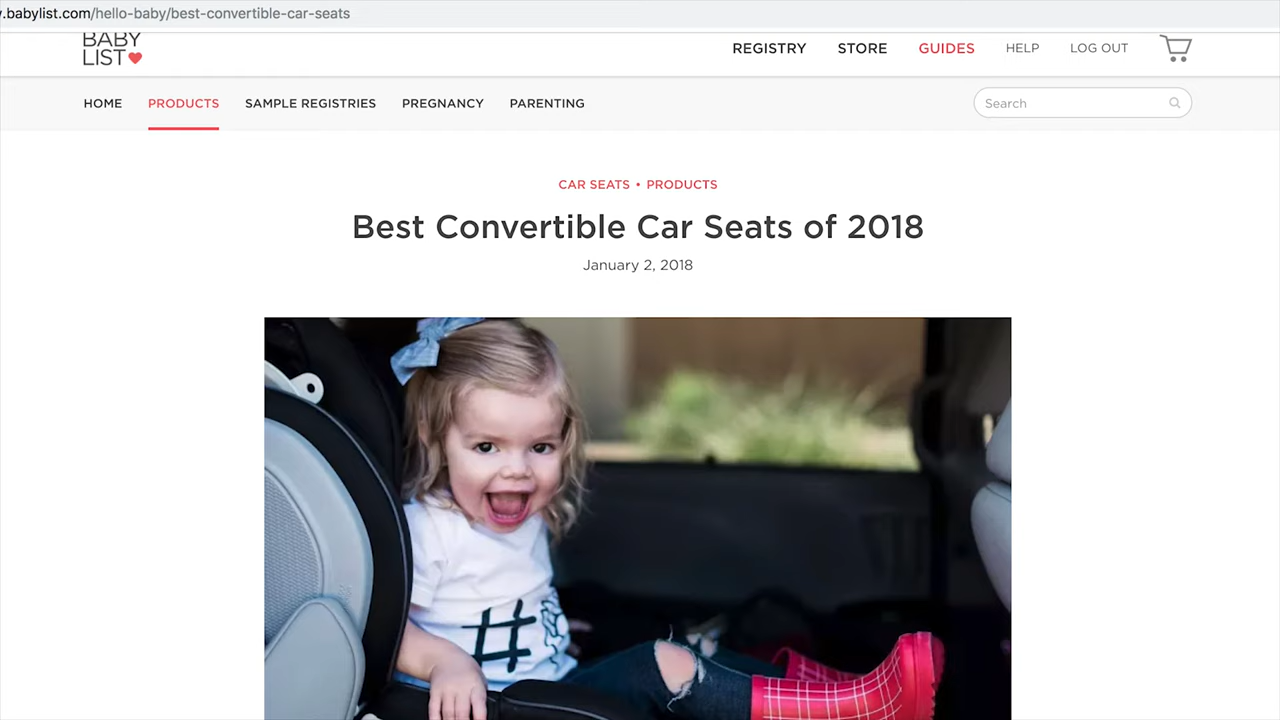 .babylist.com/hello-baby/best-convertible-car-seats
BABY
LIST
REGISTRY STORE GUIDES HELP LOG OUT
HOME PRODUCTS SAMPLE REGISTRIES PREGNANCY PARENTING
Search
CAR SEATS • PRODUCTS
Best Convertible Car Seats of 2018
January 2, 2018
#